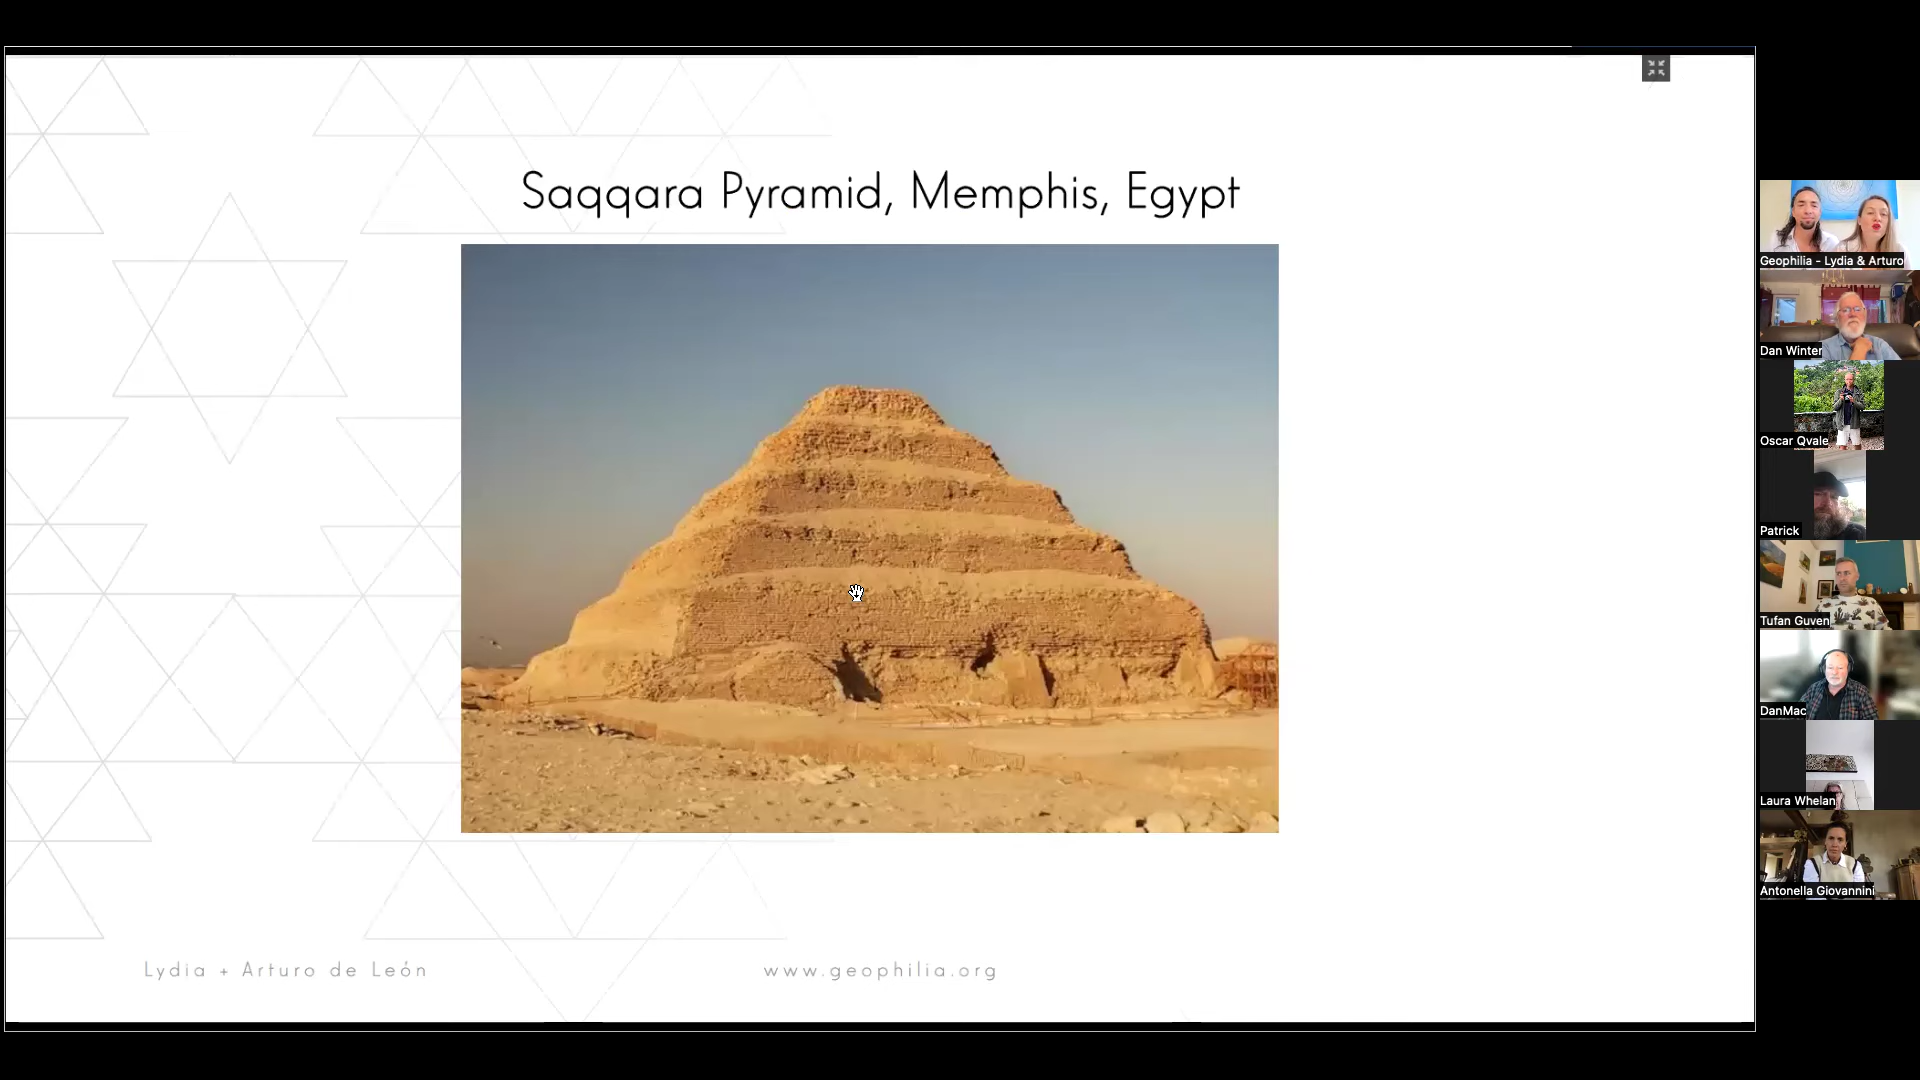 Saqqara Pyramid, Memphis, Egypt
Lydia + Arturo de León
www.geophilia.org
Geophilia - Lydia & Arturo
Dan Winter
Oscar Qvale
Patrick
Tufan Guven
DanMac
Laura Whelan
Antonella Giovannini